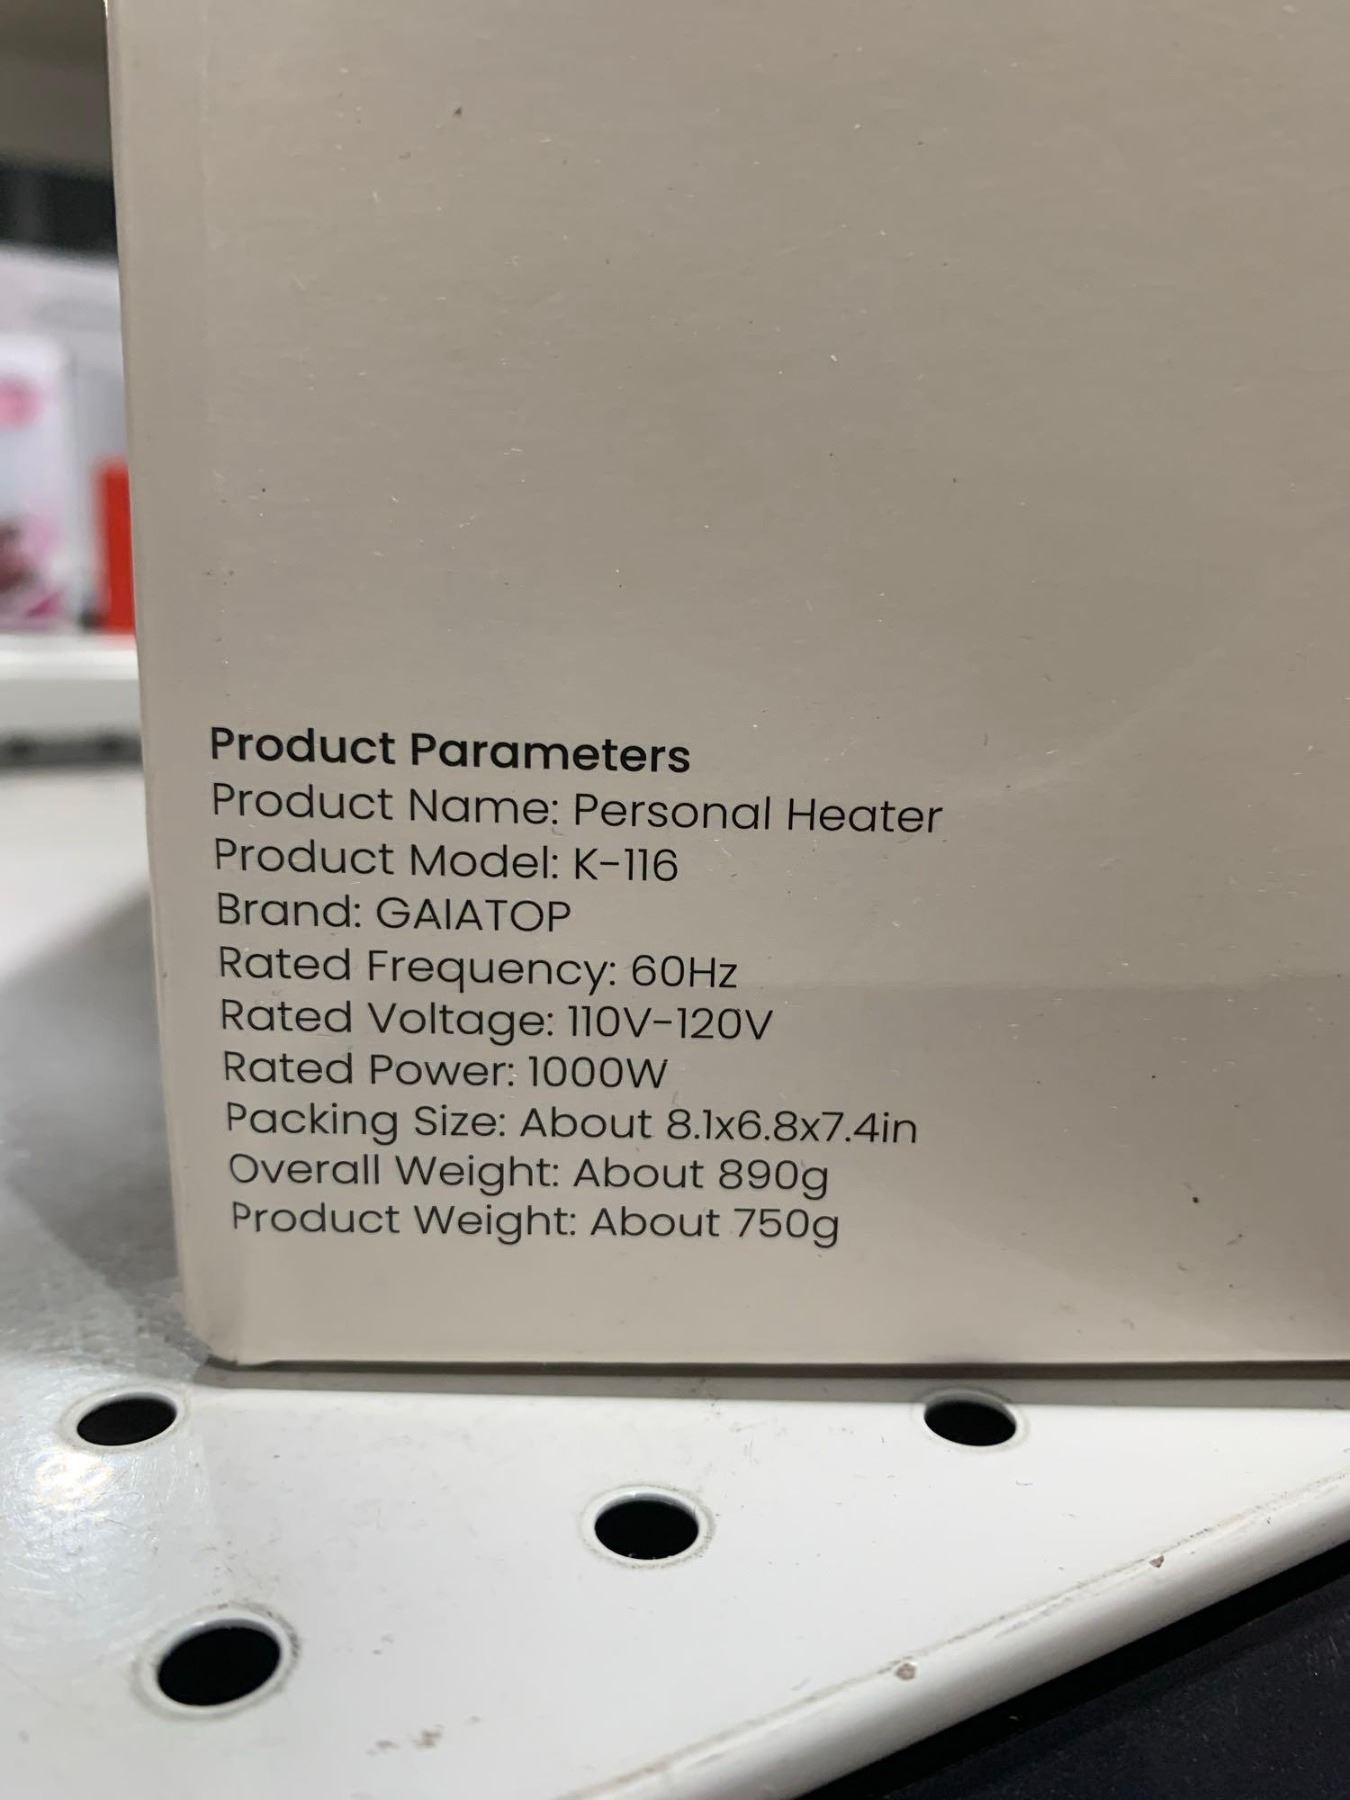 Product Parameters
Product Name: Personal Heater
Product Model: K-116
Brand: GAIATOP
Rated Frequency: 60Hz
Rated Voltage: 110V-120V
Rated Power: 1000W
Packing Size: About 8.1x6.8x7.4in
Overall Weight: About 890g
Product Weight: About 750g